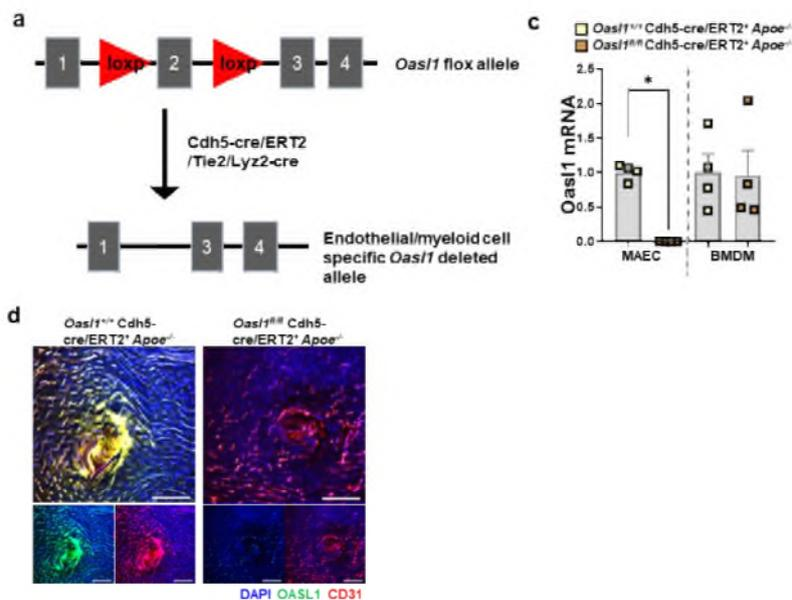 a
1 loxp 2 loxp 3 4 Oasl1 flox allele
Cdh5-cre/ERT2
/Tie2/Lyz2-cre
1 3 4 Endothelial/myeloid cell
specific Oasl1 deleted
allele
c
Oasl1+/+ Cdh5-cre/ERT2+ Apoe-/-
Oasl1fl/fl Cdh5-cre/ERT2+ Apoe-/-
Oasl1 mRNA
2.5
2.0
1.5
1.0
0.5
0.0
*
MAEC BMDM
d
Oasl1+/+ Cdh5-
cre/ERT2+ Apoe-/-
Oasl1fl/fl Cdh5-
cre/ERT2+ Apoe-/-
DAPI OASL1 CD31